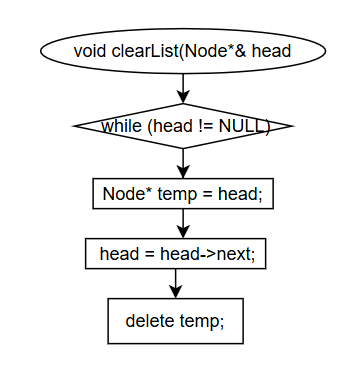 void clearList(Node*& head
while (head != NULL)
Node* temp = head;
head = head->next;
delete temp;